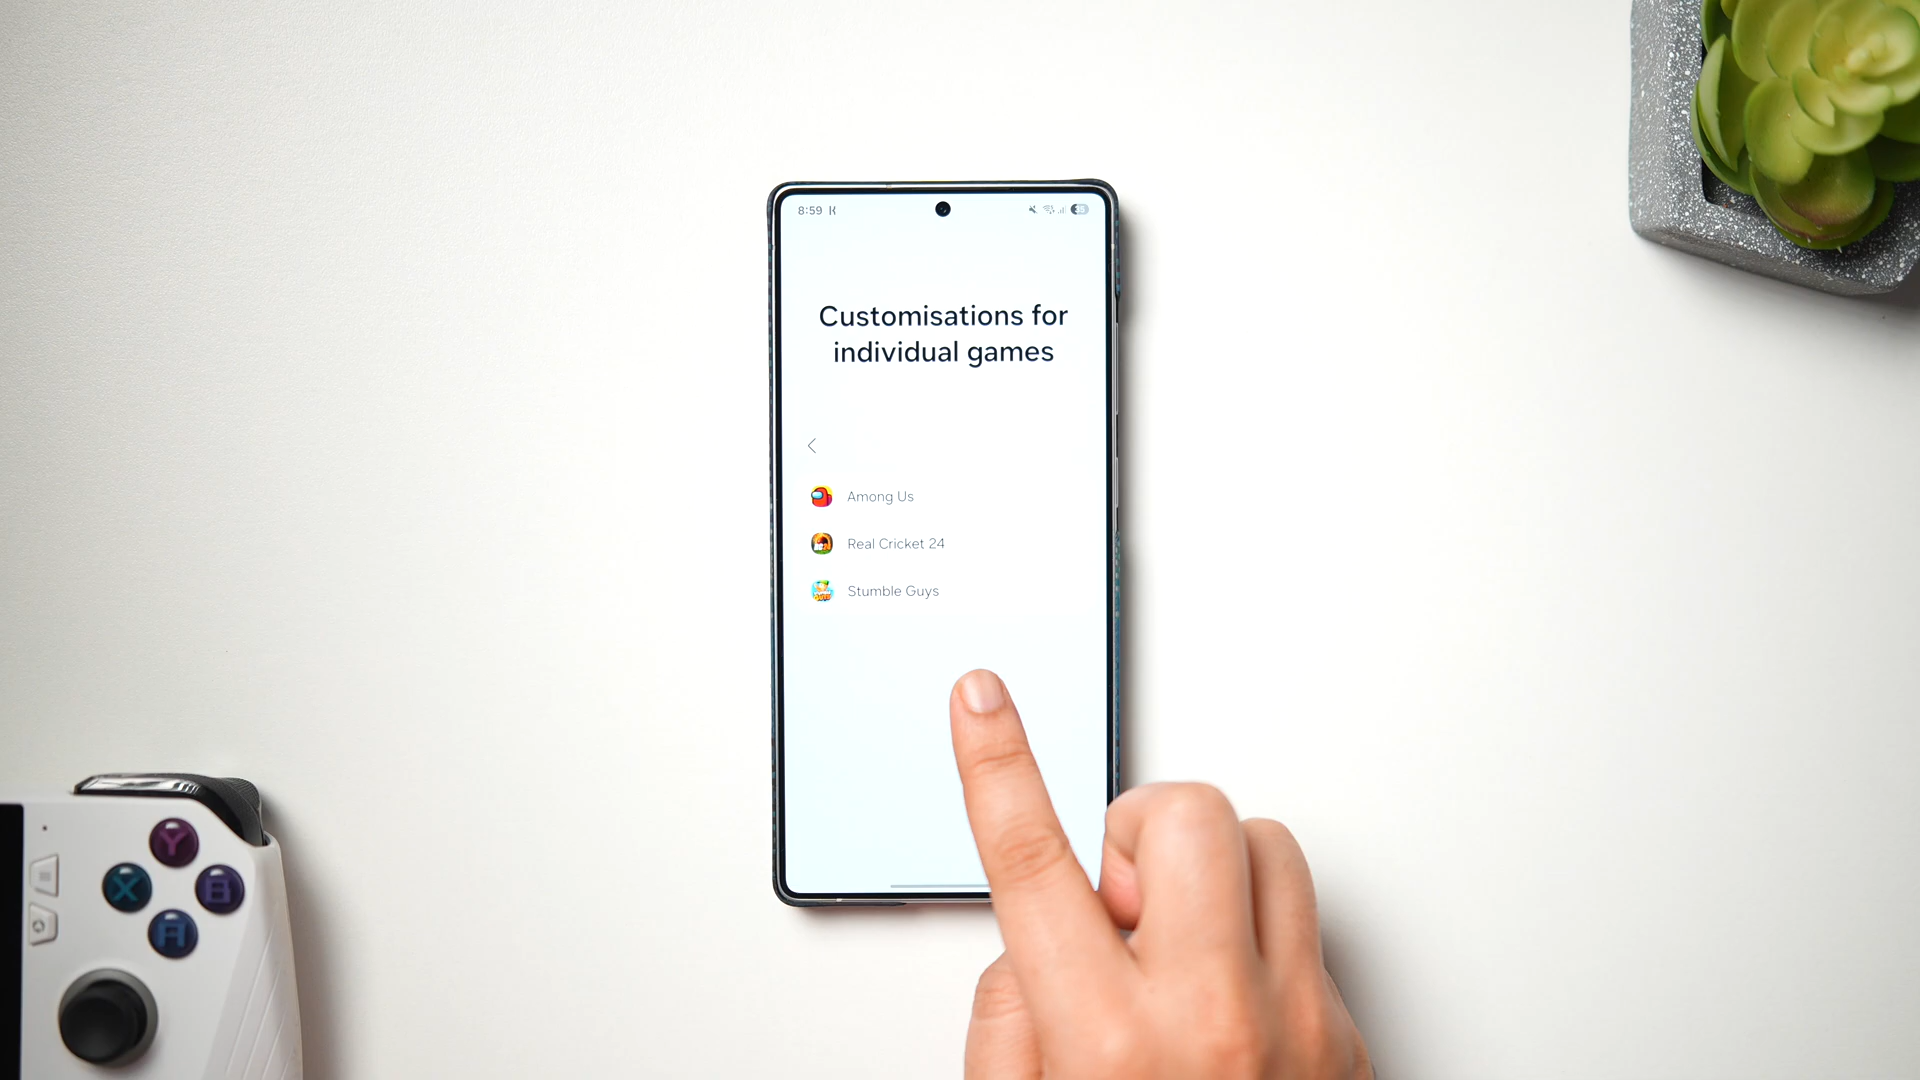 8:59
Customisations for
individual games
Among Us
Real Cricket 24
Stumble Guys
Y
X
B
A